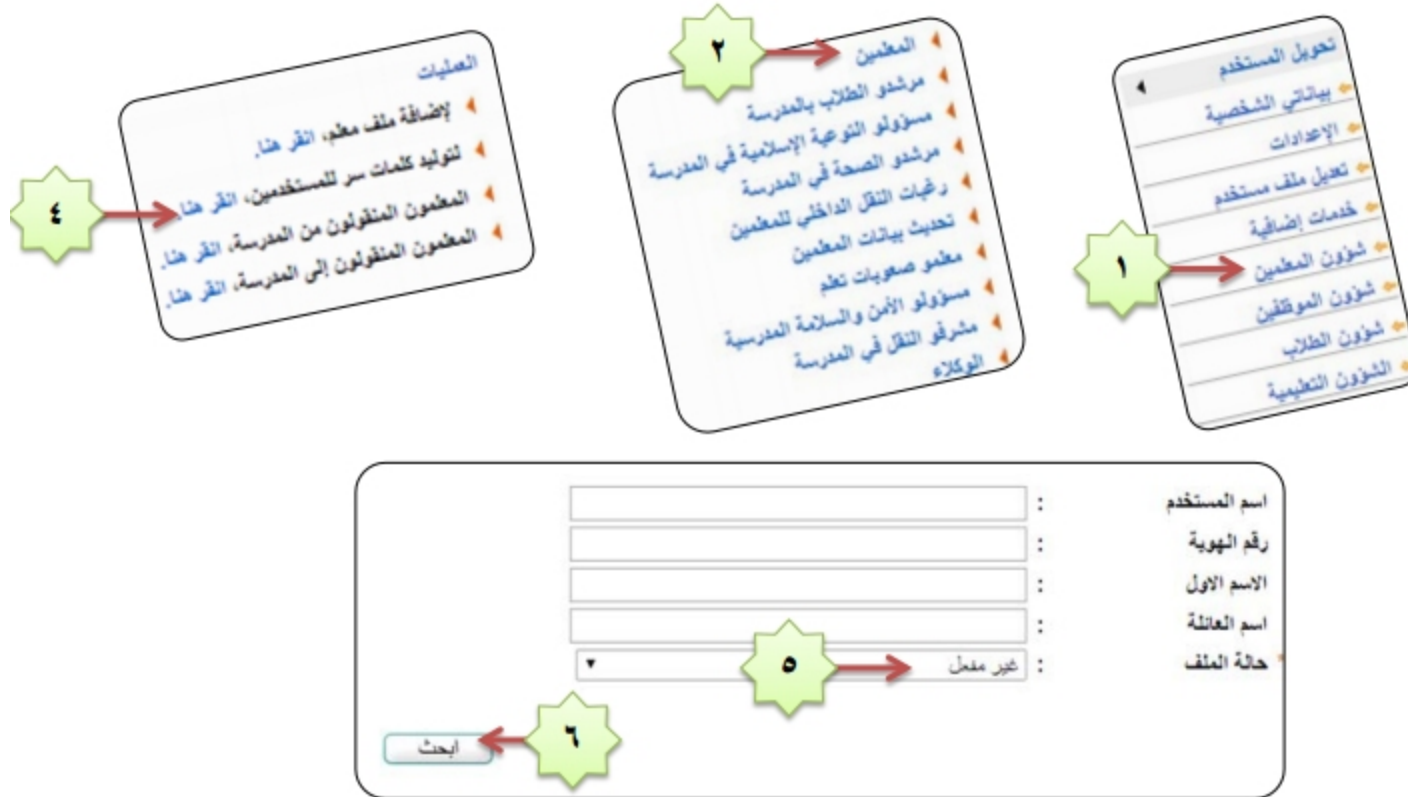 تحويل المستخدم
بياناتي الشخصية
الإعدادات
تعديل ملف مستخدم
خدمات إضافية
شؤون المعلمين
شؤون الموظفين
شؤون الطلاب
الشؤون التعليمية
١
المعلمين
مرشدو الطلاب بالمدرسة
مسؤولو التوعية الإسلامية في المدرسة
مرشدو الصحة في المدرسة
رغبات النقل الداخلي للمعلمين
تحديث بيانات المعلمين
معلمو صعوبات تعلم
مسؤولو الأمن والسلامة المدرسية
مشرفو النقل في المدرسة
الوكلاء
٢
العمليات
لإضافة ملف معلم، انقر هنا.
لتوليد كلمات سر للمستخدمين، انقر هنا.
المعلمون المنقولون من المدرسة، انقر هنا.
المعلمون المنقولون إلى المدرسة، انقر هنا.
٤
اسم المستخدم :
رقم الهوية :
الاسم الاول :
اسم العائلة :
* حالة الملف : غير مفعل
٥
ابحث
٦